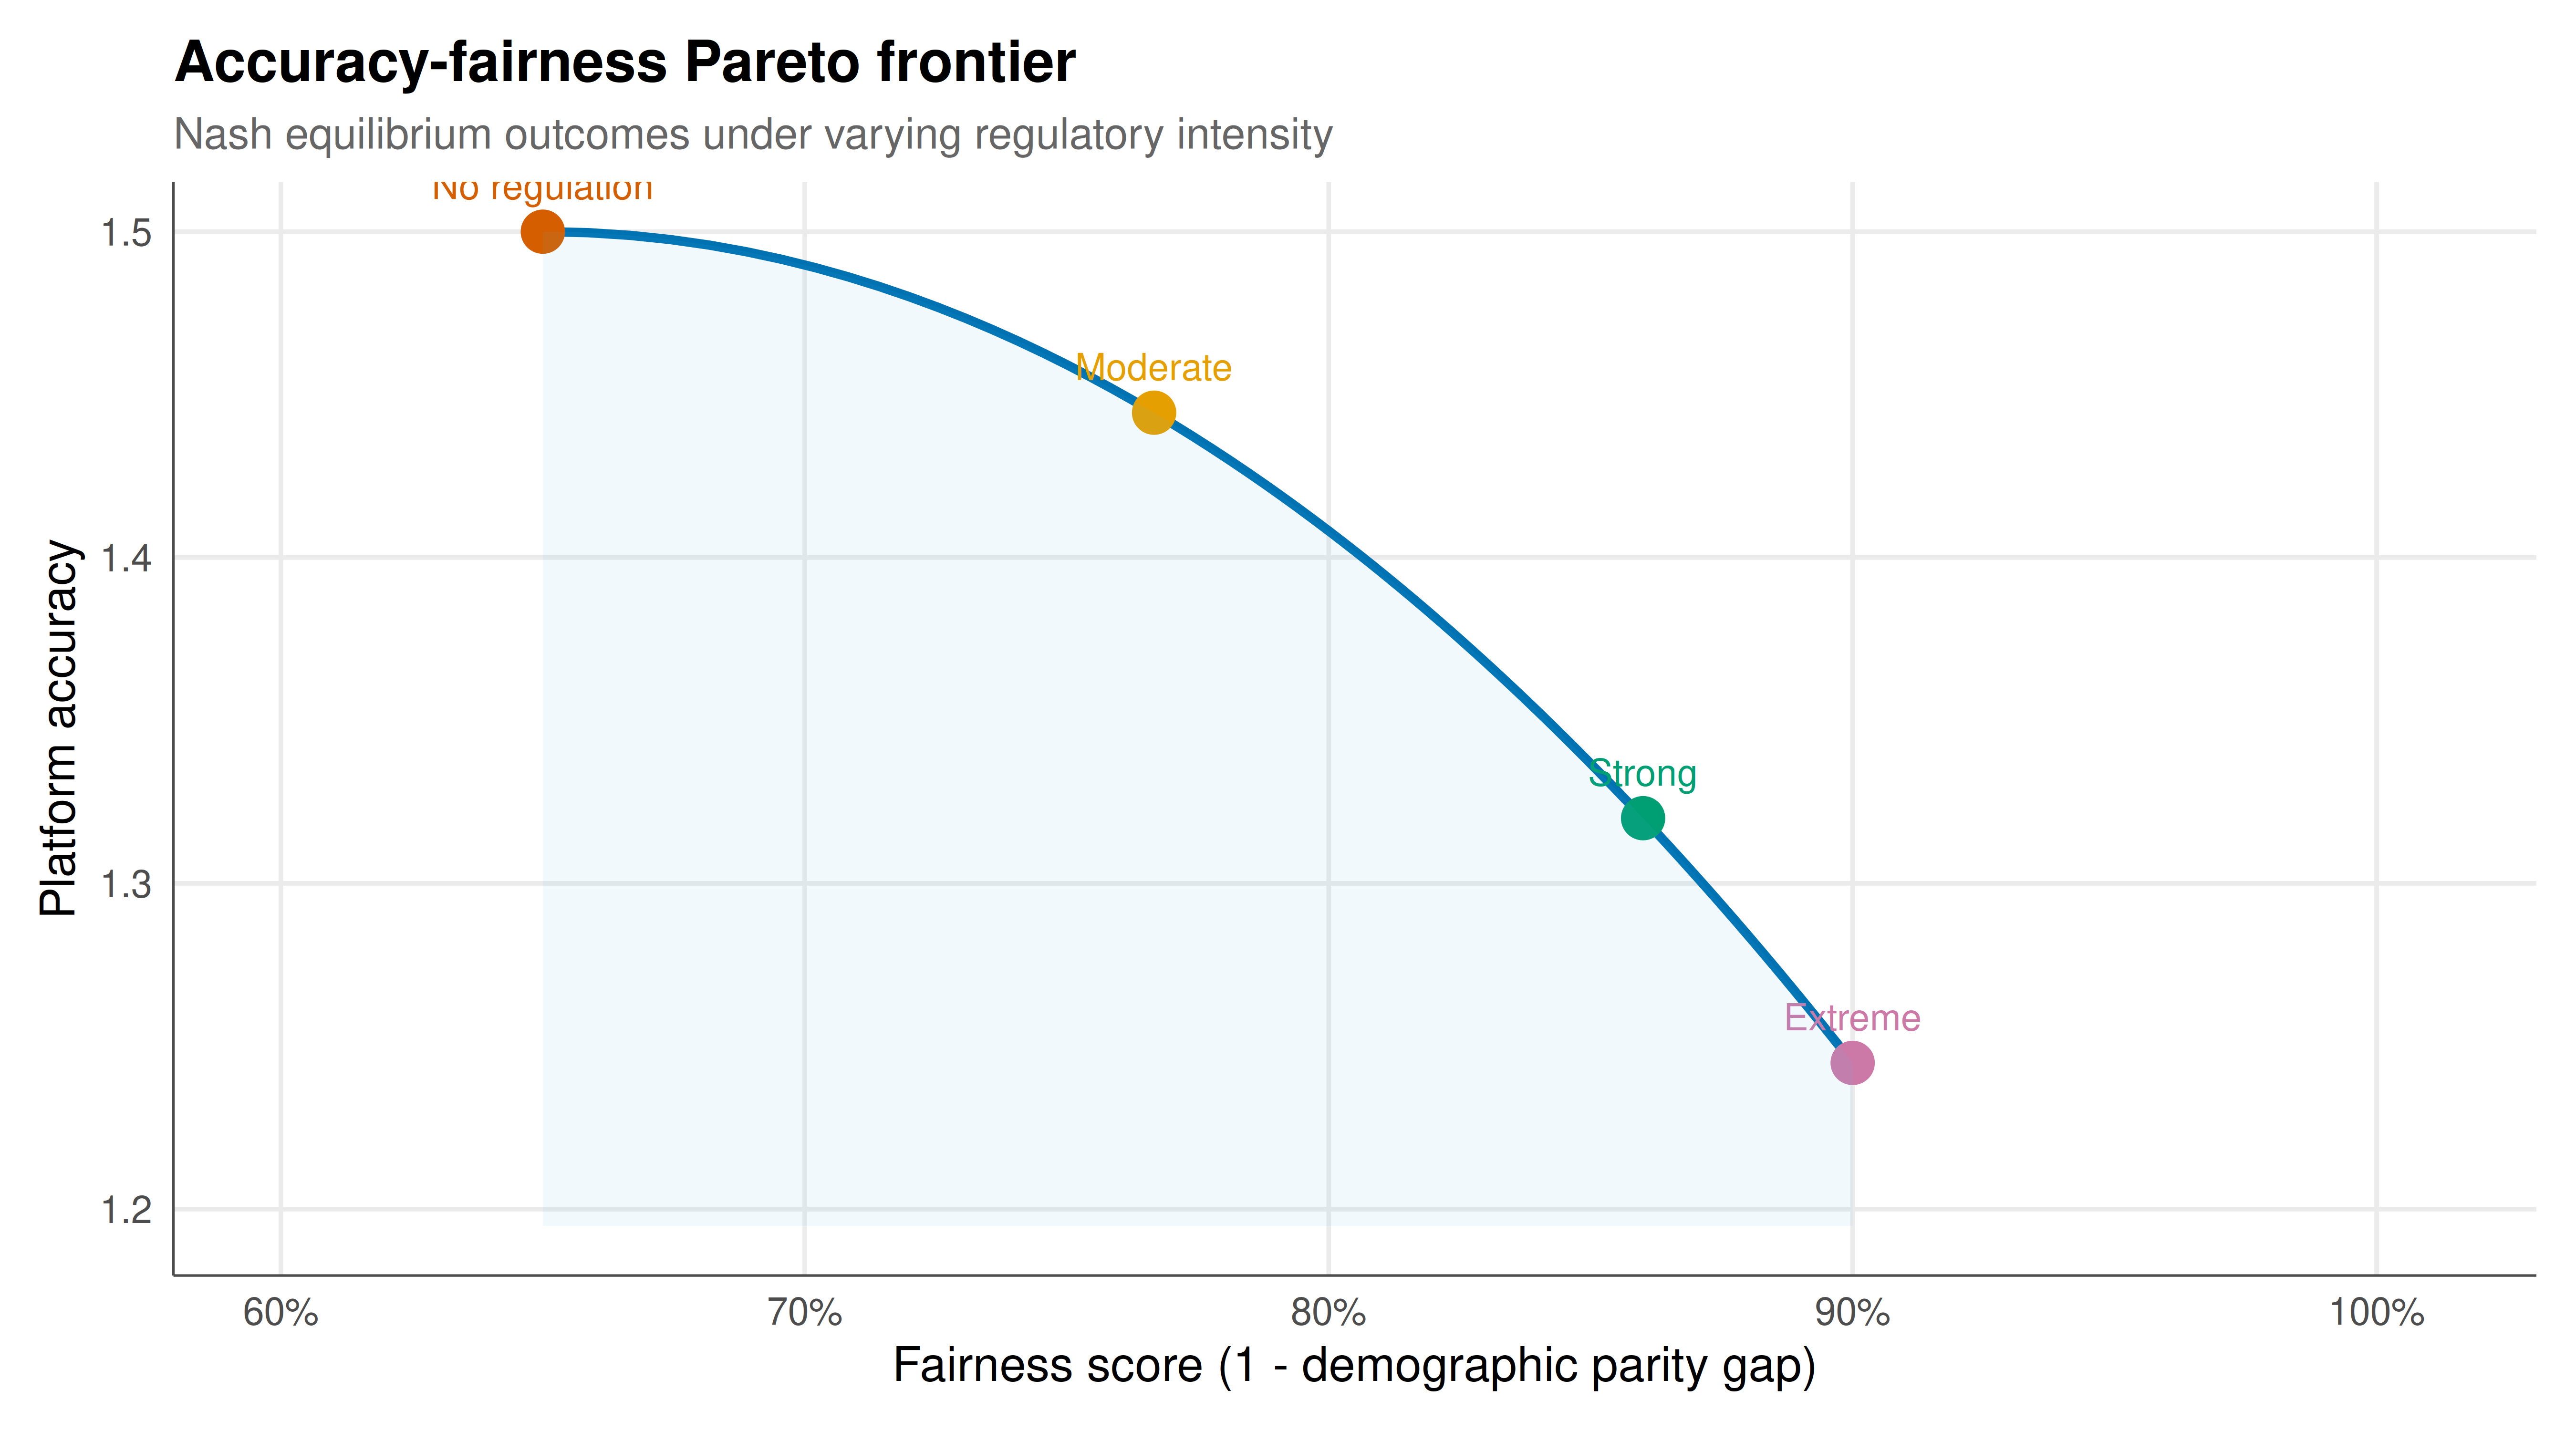 Accuracy-fairness Pareto frontier
Nash equilibrium outcomes under varying regulatory intensity
No regulation
1.5
Moderate
1.4
Strong
1.3
Extreme
1.2
Platform accuracy
60% 70% 80% 90% 100%
Fairness score (1 - demographic parity gap)